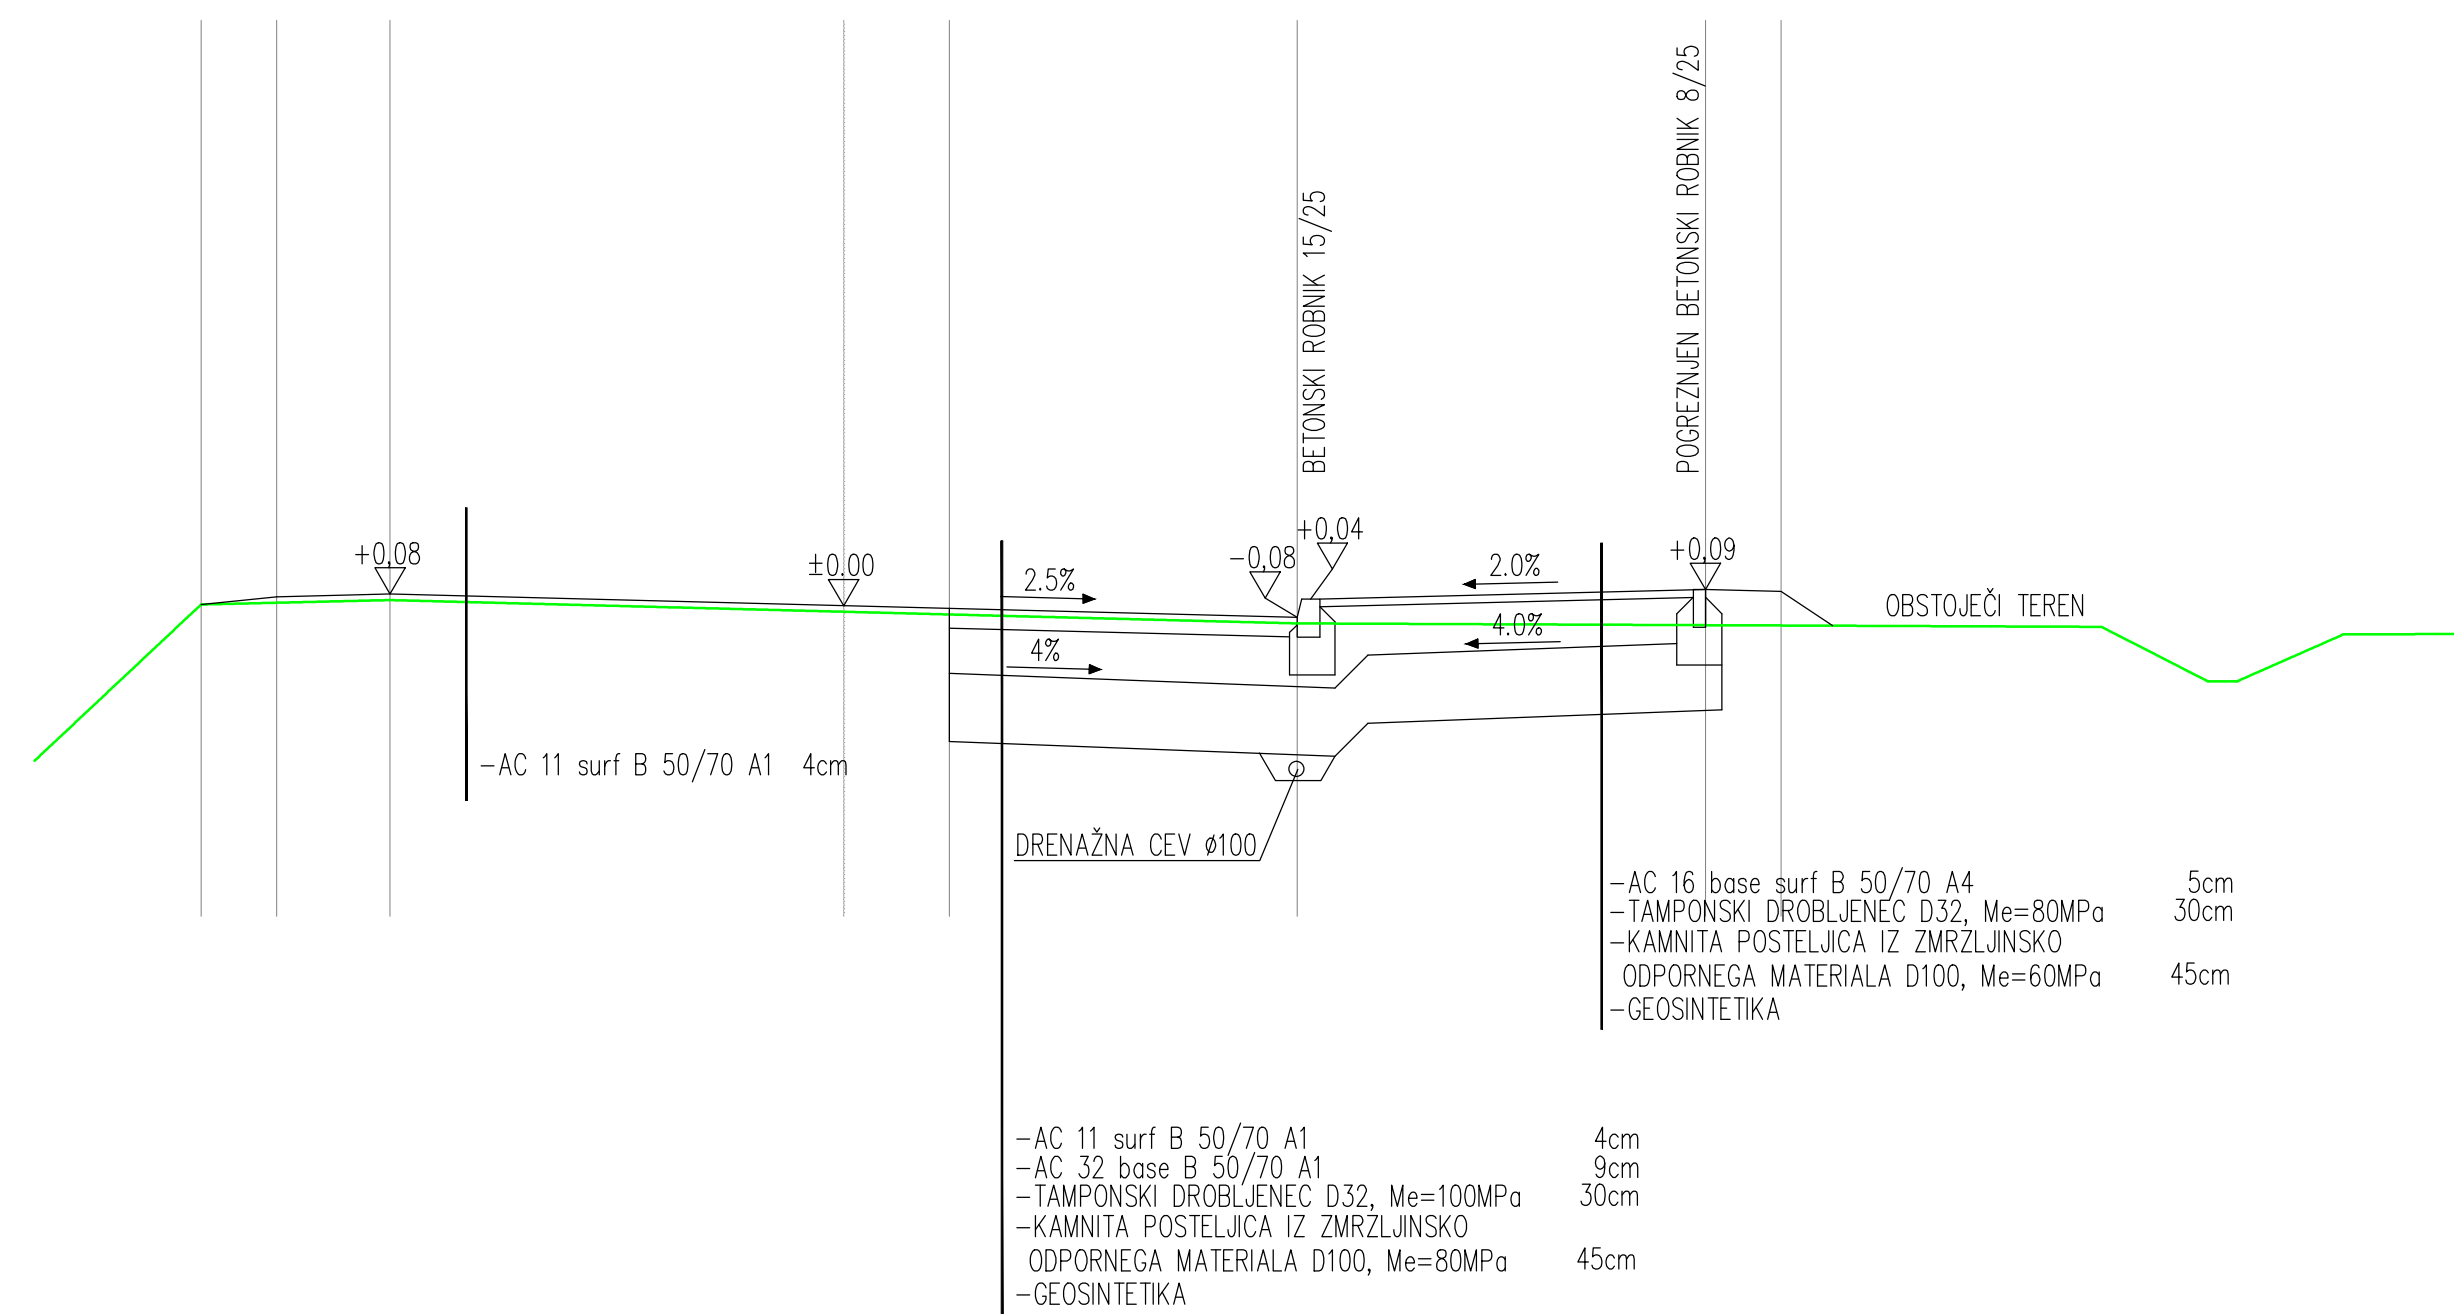 BETONSKI ROBNIK 15/25
POGREZNJEN BETONSKI ROBNIK 8/25
+0,08
±0.00
-0,08
+0,04
+0,09
2.5%
2.0%
4%
4.0%
OBSTOJEČI TEREN
-AC 11 surf B 50/70 A1 4cm
DRENAŽNA CEV ø100
-AC 16 base surf B 50/70 A4 5cm
-TAMPONSKI DROBLJENEC D32, Me=80MPa 30cm
-KAMNITA POSTELJICA IZ ZMRZLJINSKO
ODPORNEGA MATERIALA D100, Me=60MPa 45cm
-GEOSINTETIKA
-AC 11 surf B 50/70 A1 4cm
-AC 32 base B 50/70 A1 9cm
-TAMPONSKI DROBLJENEC D32, Me=100MPa 30cm
-KAMNITA POSTELJICA IZ ZMRZLJINSKO
ODPORNEGA MATERIALA D100, Me=80MPa 45cm
-GEOSINTETIKA